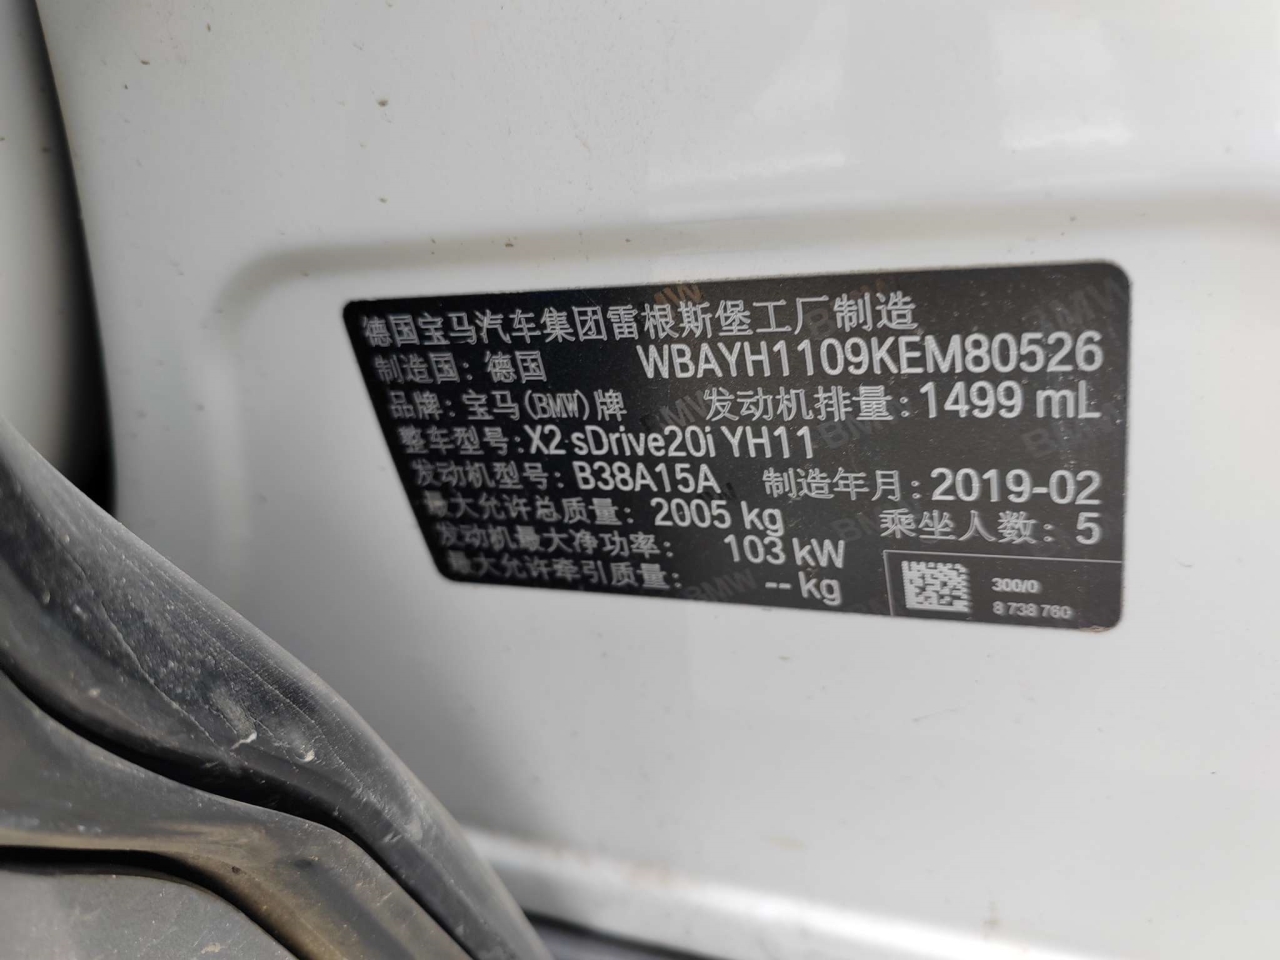 德国宝马汽车集团雷根斯堡工厂制造
制造国：德国 WBAYH1109KEM80526
品牌：宝马(BMW)牌 发动机排量：1499 mL
整车型号：X2 sDrive20i YH11
发动机型号：B38A15A 制造年月：2019-02
最大允许总质量：2005 kg 乘坐人数：5
发动机最大净功率： 103 kW
最大允许牵引质量： -- kg
300/0
8 738 760